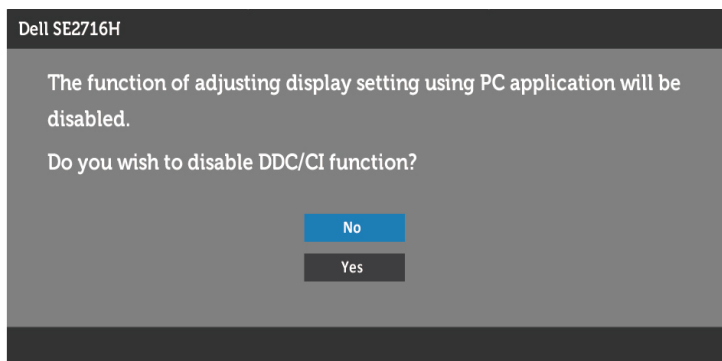 Dell SE2716H
The function of adjusting display setting using PC application will be
disabled.
Do you wish to disable DDC/CI function?
No
Yes